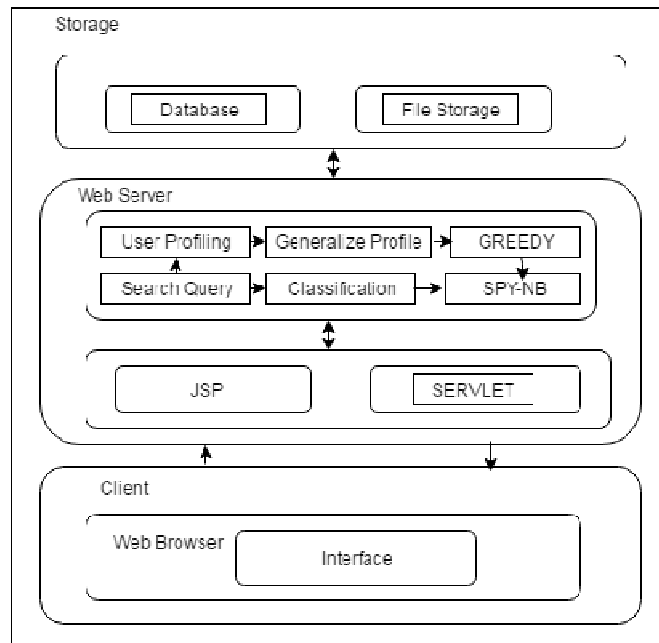 Storage
Database
File Storage
Web Server
User Profiling
Generalize Profile
GREEDY
Search Query
Classification
SPY-NB
JSP
SERVLET
Client
Web Browser
Interface